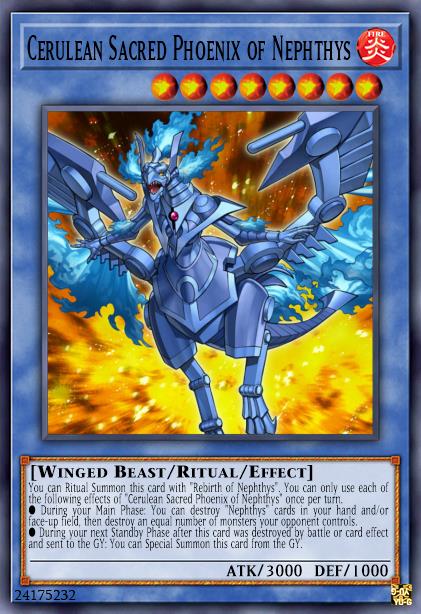 CERULEAN SACRED PHOENIX OF NEPHTHYS
FIRE
炎
[WINGED BEAST/RITUAL/EFFECT]
You can Ritual Summon this card with "Rebirth of Nephthys". You can only use each of
the following effects of "Cerulean Sacred Phoenix of Nephthys" once per turn.
● During your Main Phase: You can destroy "Nephthys" cards in your hand and/or
face-up field, then destroy an equal number of monsters your opponent controls.
● During your next Standby Phase after this card was destroyed by battle or card effect
and sent to the GY: You can Special Summon this card from the GY.
ATK/3000 DEF/1000
24175232